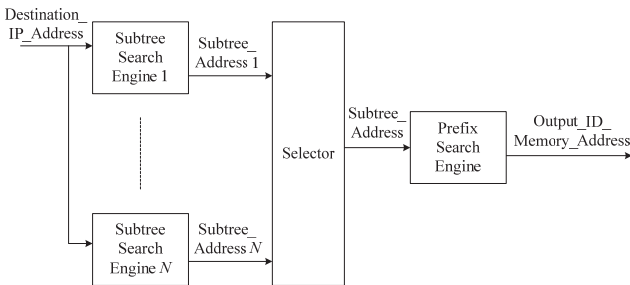 Destination_
IP_Address
Subtree
Search
Engine 1
Subtree_
Address 1
Selector
Subtree_
Address
Prefix
Search
Engine
Output_ID_
Memory_Address
Subtree
Search
Engine N
Subtree_
Address N